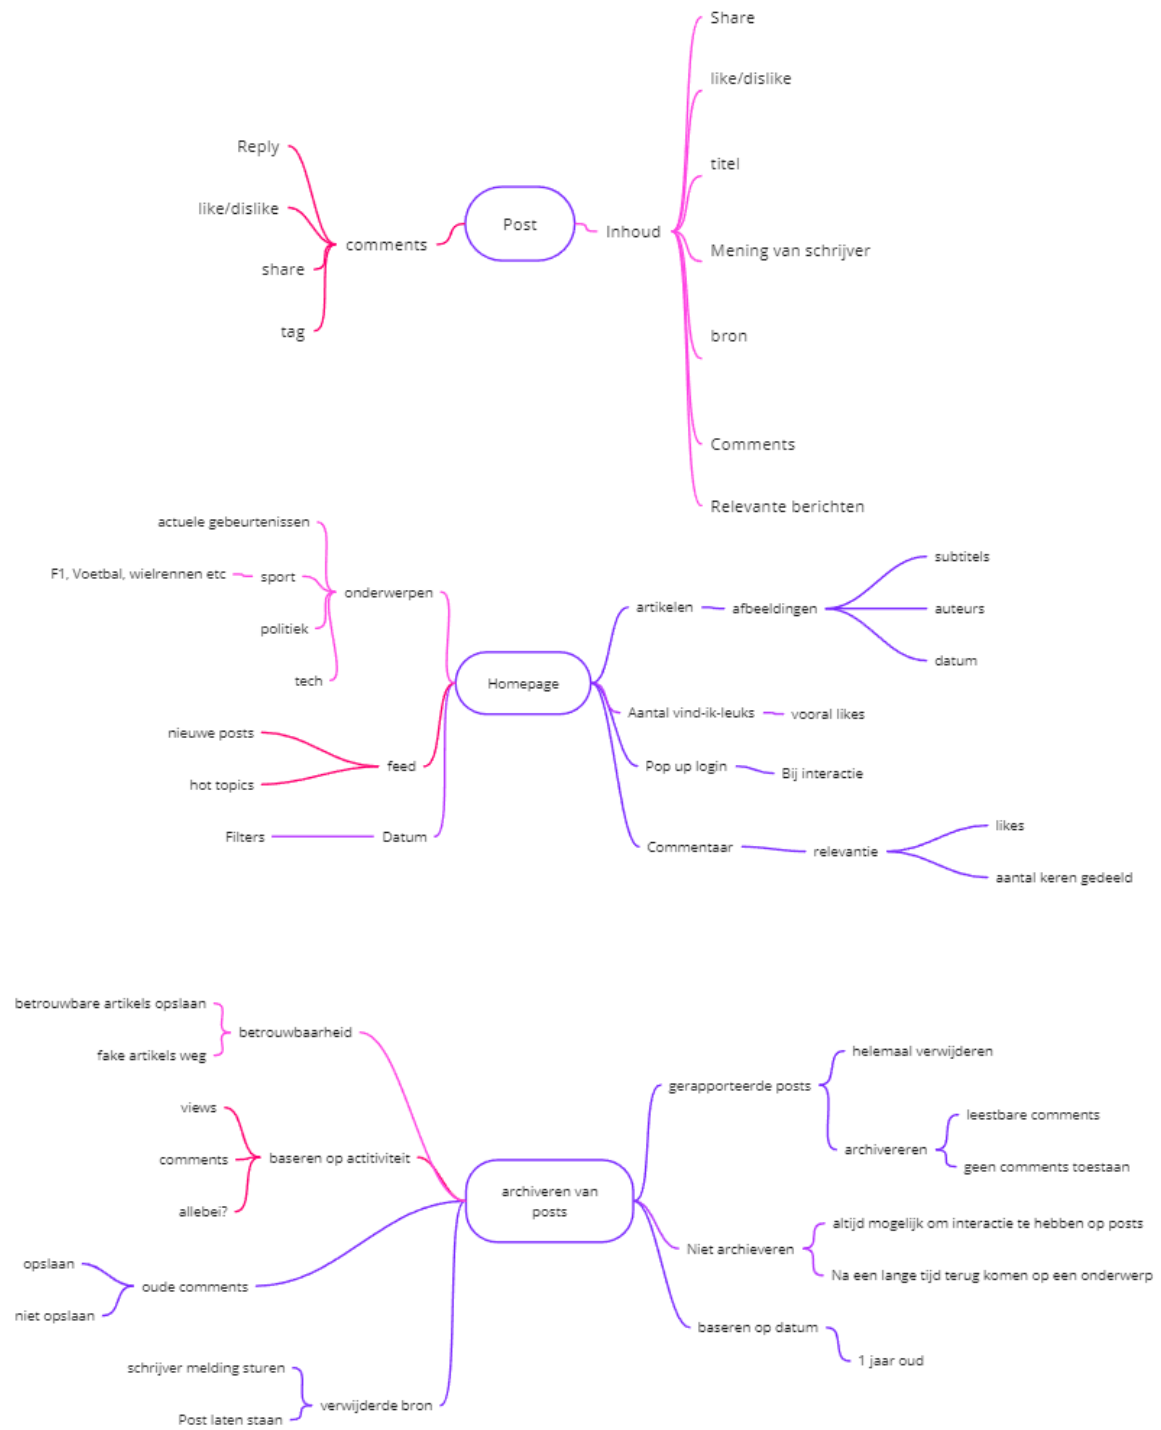 Share
like/dislike
Reply
titel
like/dislike
Post
Inhoud
comments
Mening van schrijver
share
tag
bron
Comments
Relevante berichten
actuele gebeurtenissen
F1, Voetbal, wielrennen etc
sport
onderwerpen
politiek
tech
nieuwe posts
feed
hot topics
Filters
Datum
Homepage
artikelen
afbeeldingen
subtitels
auteurs
datum
Aantal vind-ik-leuks
vooral likes
Pop up login
Bij interactie
Commentaar
relevantie
likes
aantal keren gedeeld
betrouwbare artikels opslaan
betrouwbaarheid
fake artikels weg
views
comments
baseren op actitiviteit
allebei?
opslaan
oude comments
niet opslaan
schrijver melding sturen
verwijderde bron
Post laten staan
archiveren van
posts
gerapporteerde posts
helemaal verwijderen
archivereren
leestbare comments
geen comments toestaan
Niet archieveren
altijd mogelijk om interactie te hebben op posts
Na een lange tijd terug komen op een onderwerp
baseren op datum
1 jaar oud